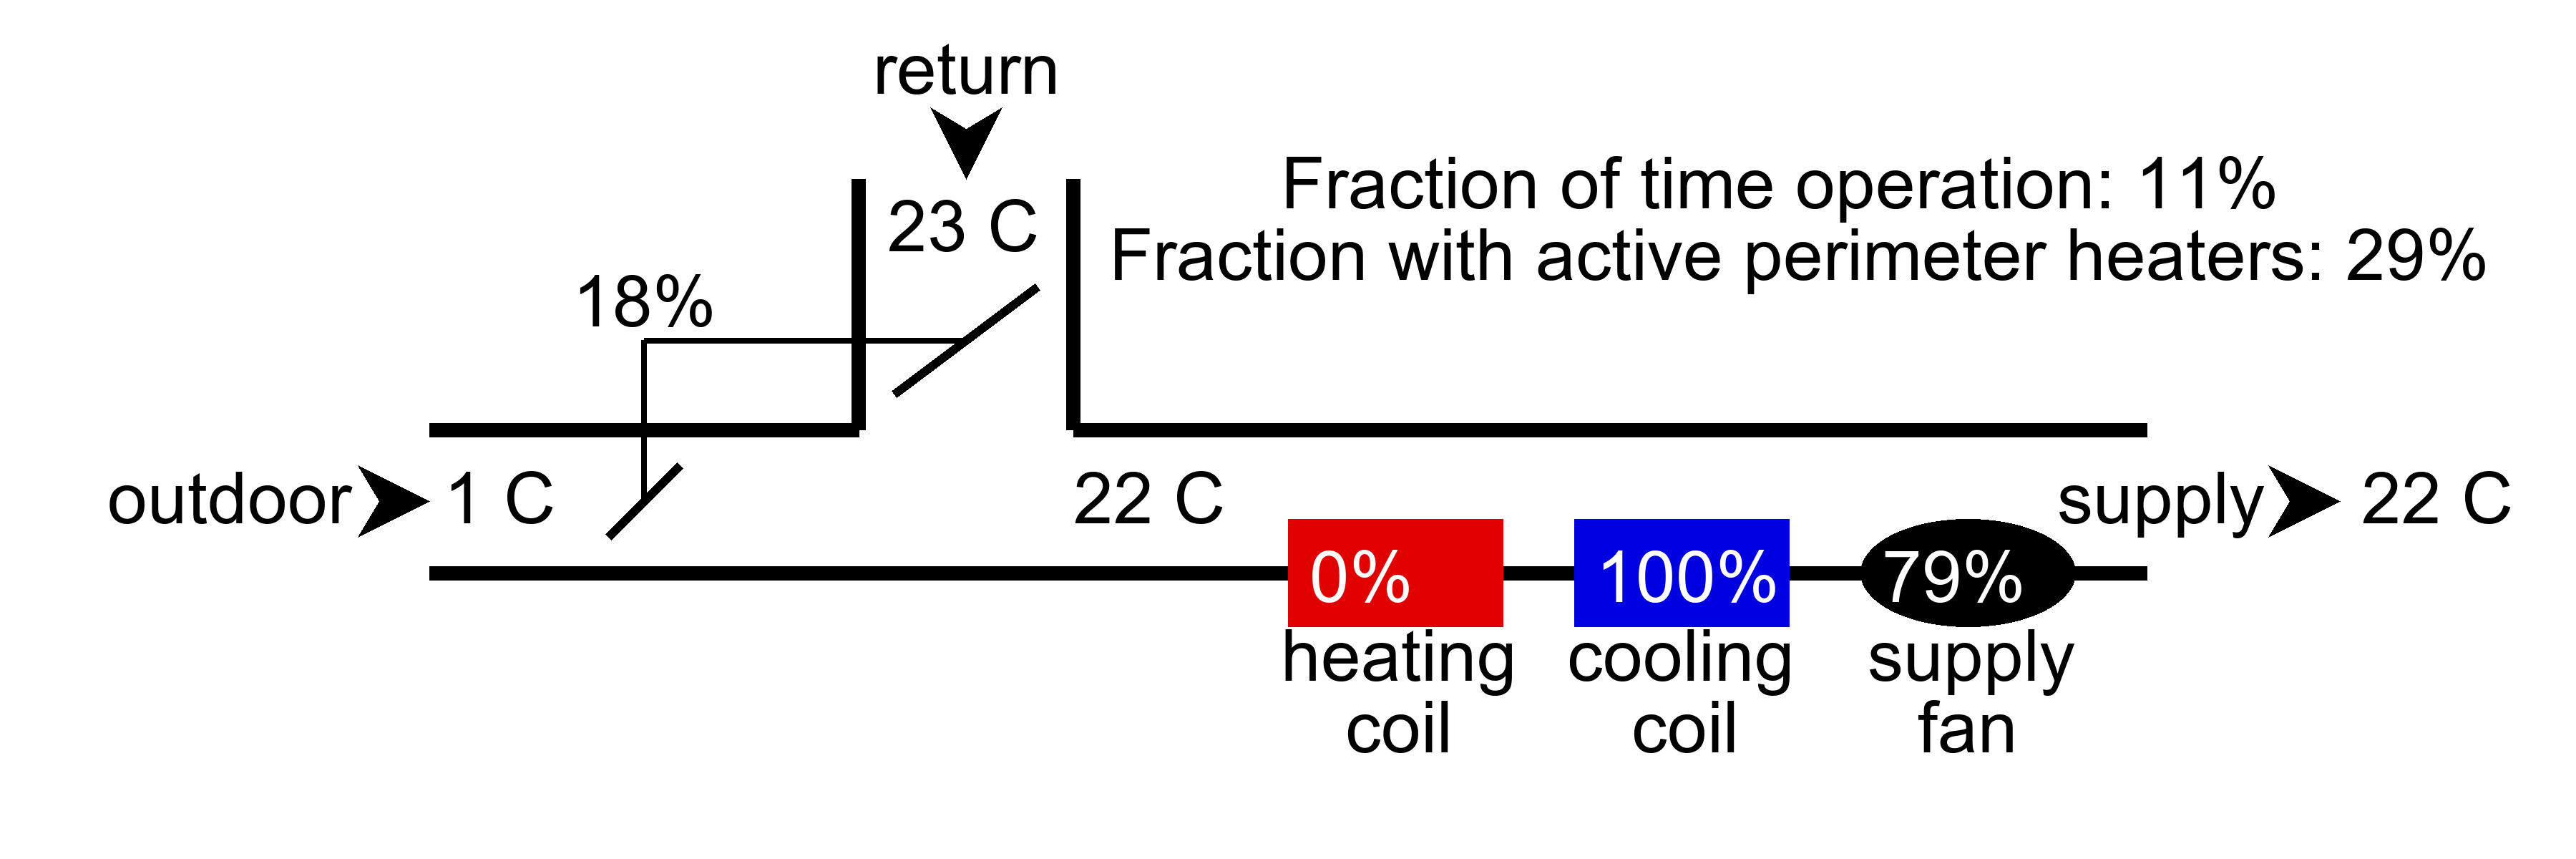 return
23 C
Fraction of time operation: 11%
Fraction with active perimeter heaters: 29%
18%
outdoor
1 C
22 C
supply
22 C
0%
100%
79%
heating
coil
cooling
coil
supply
fan